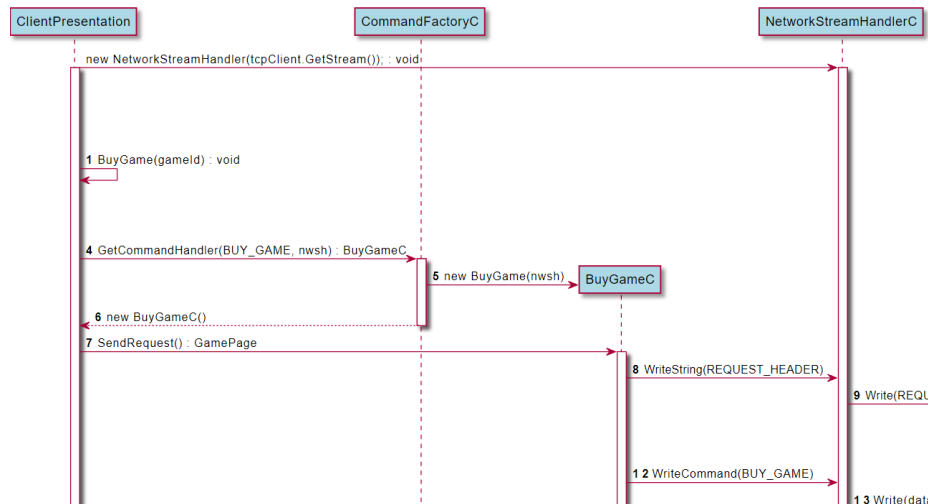 ClientPresentation
CommandFactoryC
NetworkStreamHandlerC
new NetworkStreamHandler(tcpClient.GetStream()); : void
1 BuyGame(gameId) : void
4 GetCommandHandler(BUY_GAME, nwsh) : BuyGameC
5 new BuyGame(nwsh)
BuyGameC
6 new BuyGameC()
7 SendRequest() : GamePage
8 WriteString(REQUEST_HEADER)
9 Write(REQU
1 2 WriteCommand(BUY_GAME)
1 3 Write(data